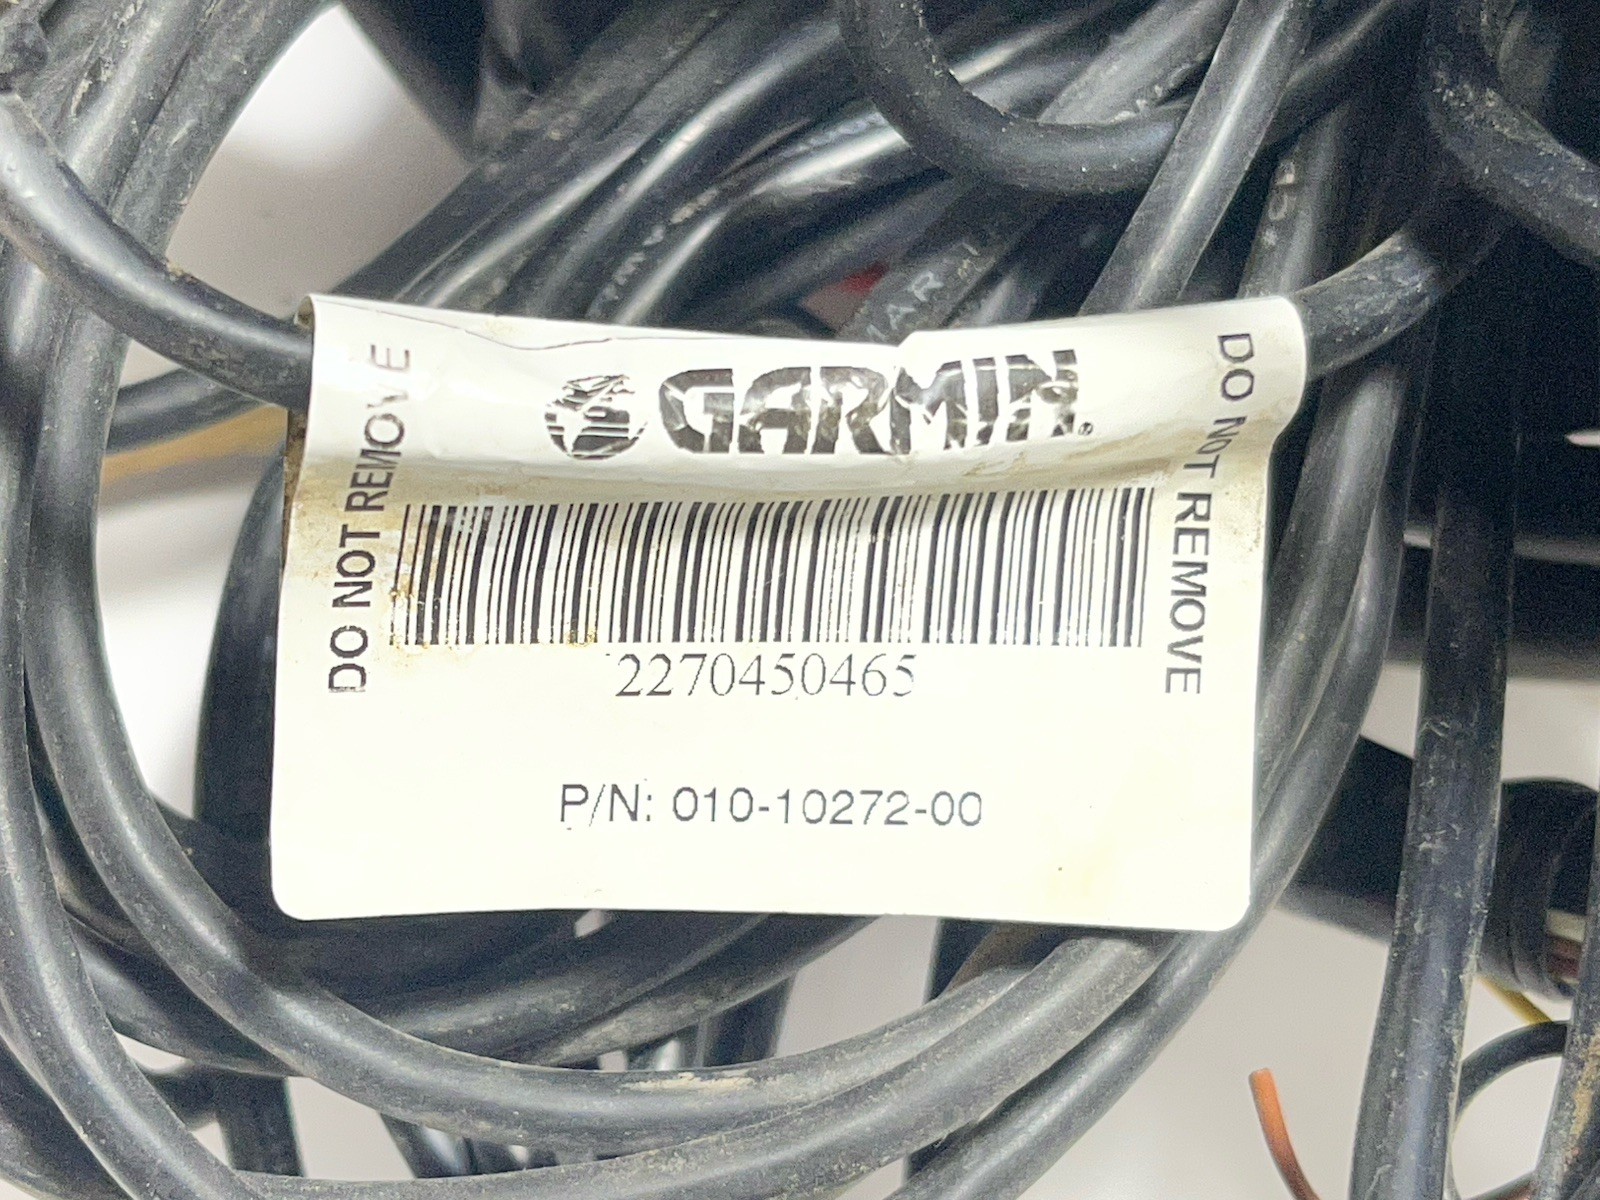 GARMIN®
DO NOT REMOVE
DO NOT REMOVE
2270450465
P/N: 010-10272-00